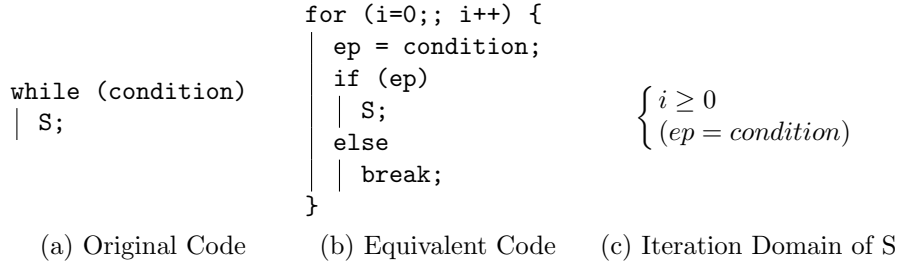 while (condition)
S;
(a) Original Code
for (i=0;; i++) {
ep = condition;
if (ep)
S;
else
break;
}
(b) Equivalent Code
{ i ≥ 0
(ep = condition)
(c) Iteration Domain of S